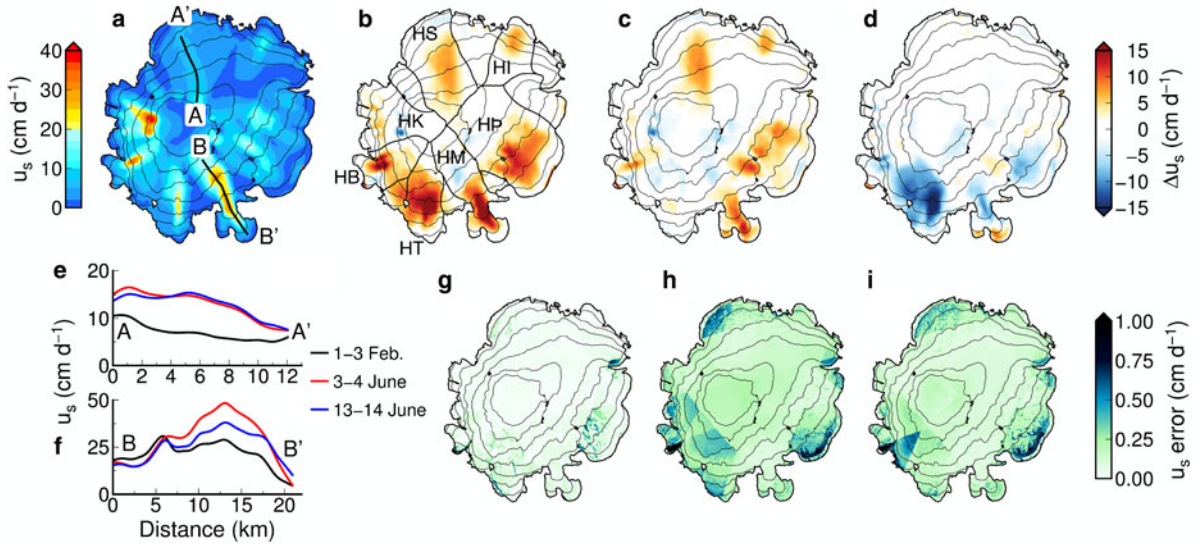 a
b
c
d
A'
A
B
B'
40
30
20
10
0
u_s (cm d⁻¹)
HS
HI
HK
HP
HM
HB
HT
15
10
5
0
−5
−10
−15
Δu_s (cm d⁻¹)
e
20
10
0
u_s (cm d⁻¹)
A
A'
0 2 4 6 8 10 12
1−3 Feb.
3−4 June
13−14 June
f
50
25
0
u_s (cm d⁻¹)
B
B'
0 5 10 15 20
Distance (km)
g
h
i
1.00
0.75
0.50
0.25
0.00
u_s error (cm d⁻¹)